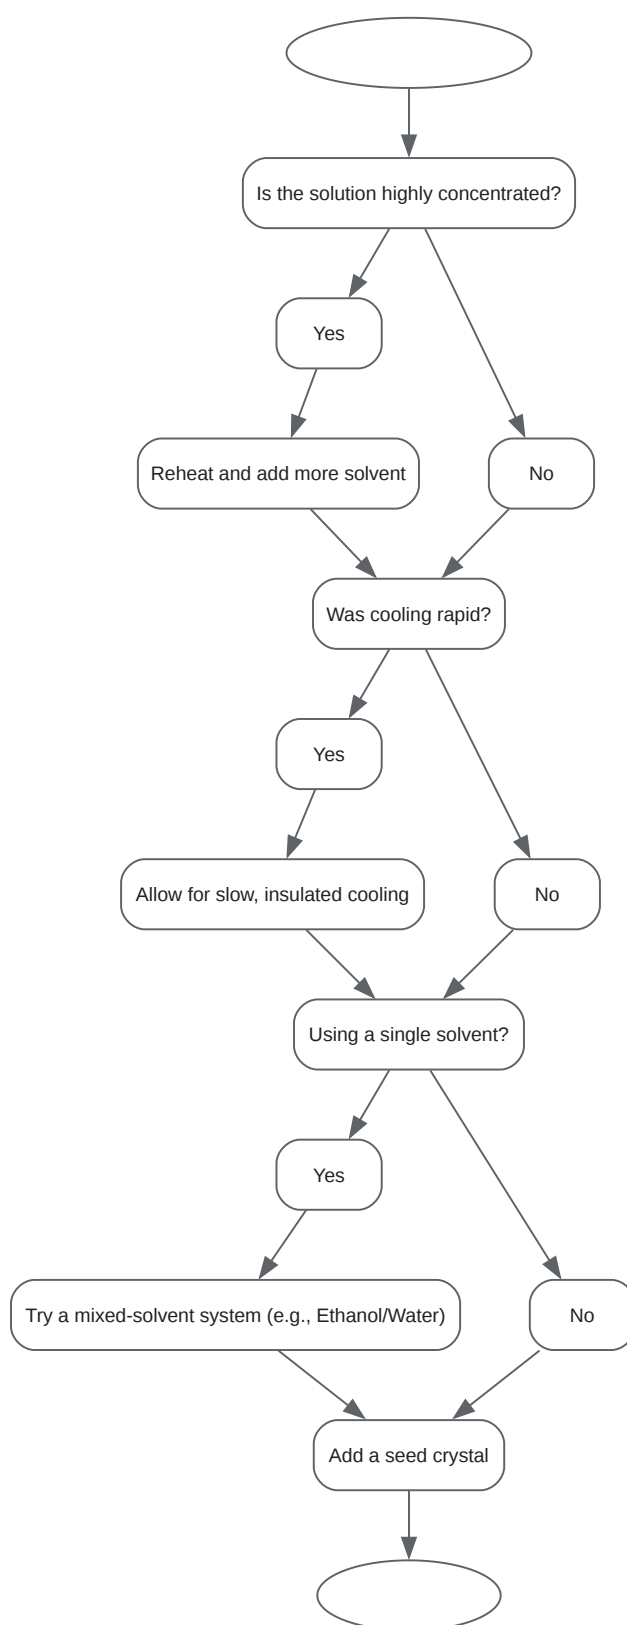 Is the solution highly concentrated?
Yes
Reheat and add more solvent
No
Was cooling rapid?
Yes
Allow for slow, insulated cooling
No
Using a single solvent?
Yes
Try a mixed-solvent system (e.g., Ethanol/Water)
No
Add a seed crystal